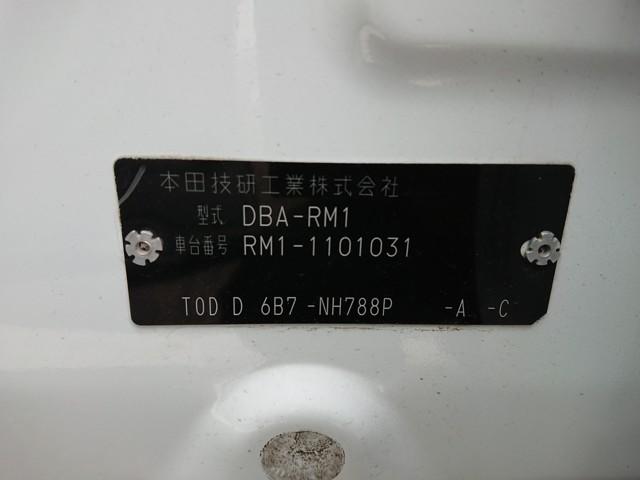 本田技研工業株式会社
型式 DBA-RM1
車台番号 RM1-1101031
TOD D 6B7-NH788P -A -C